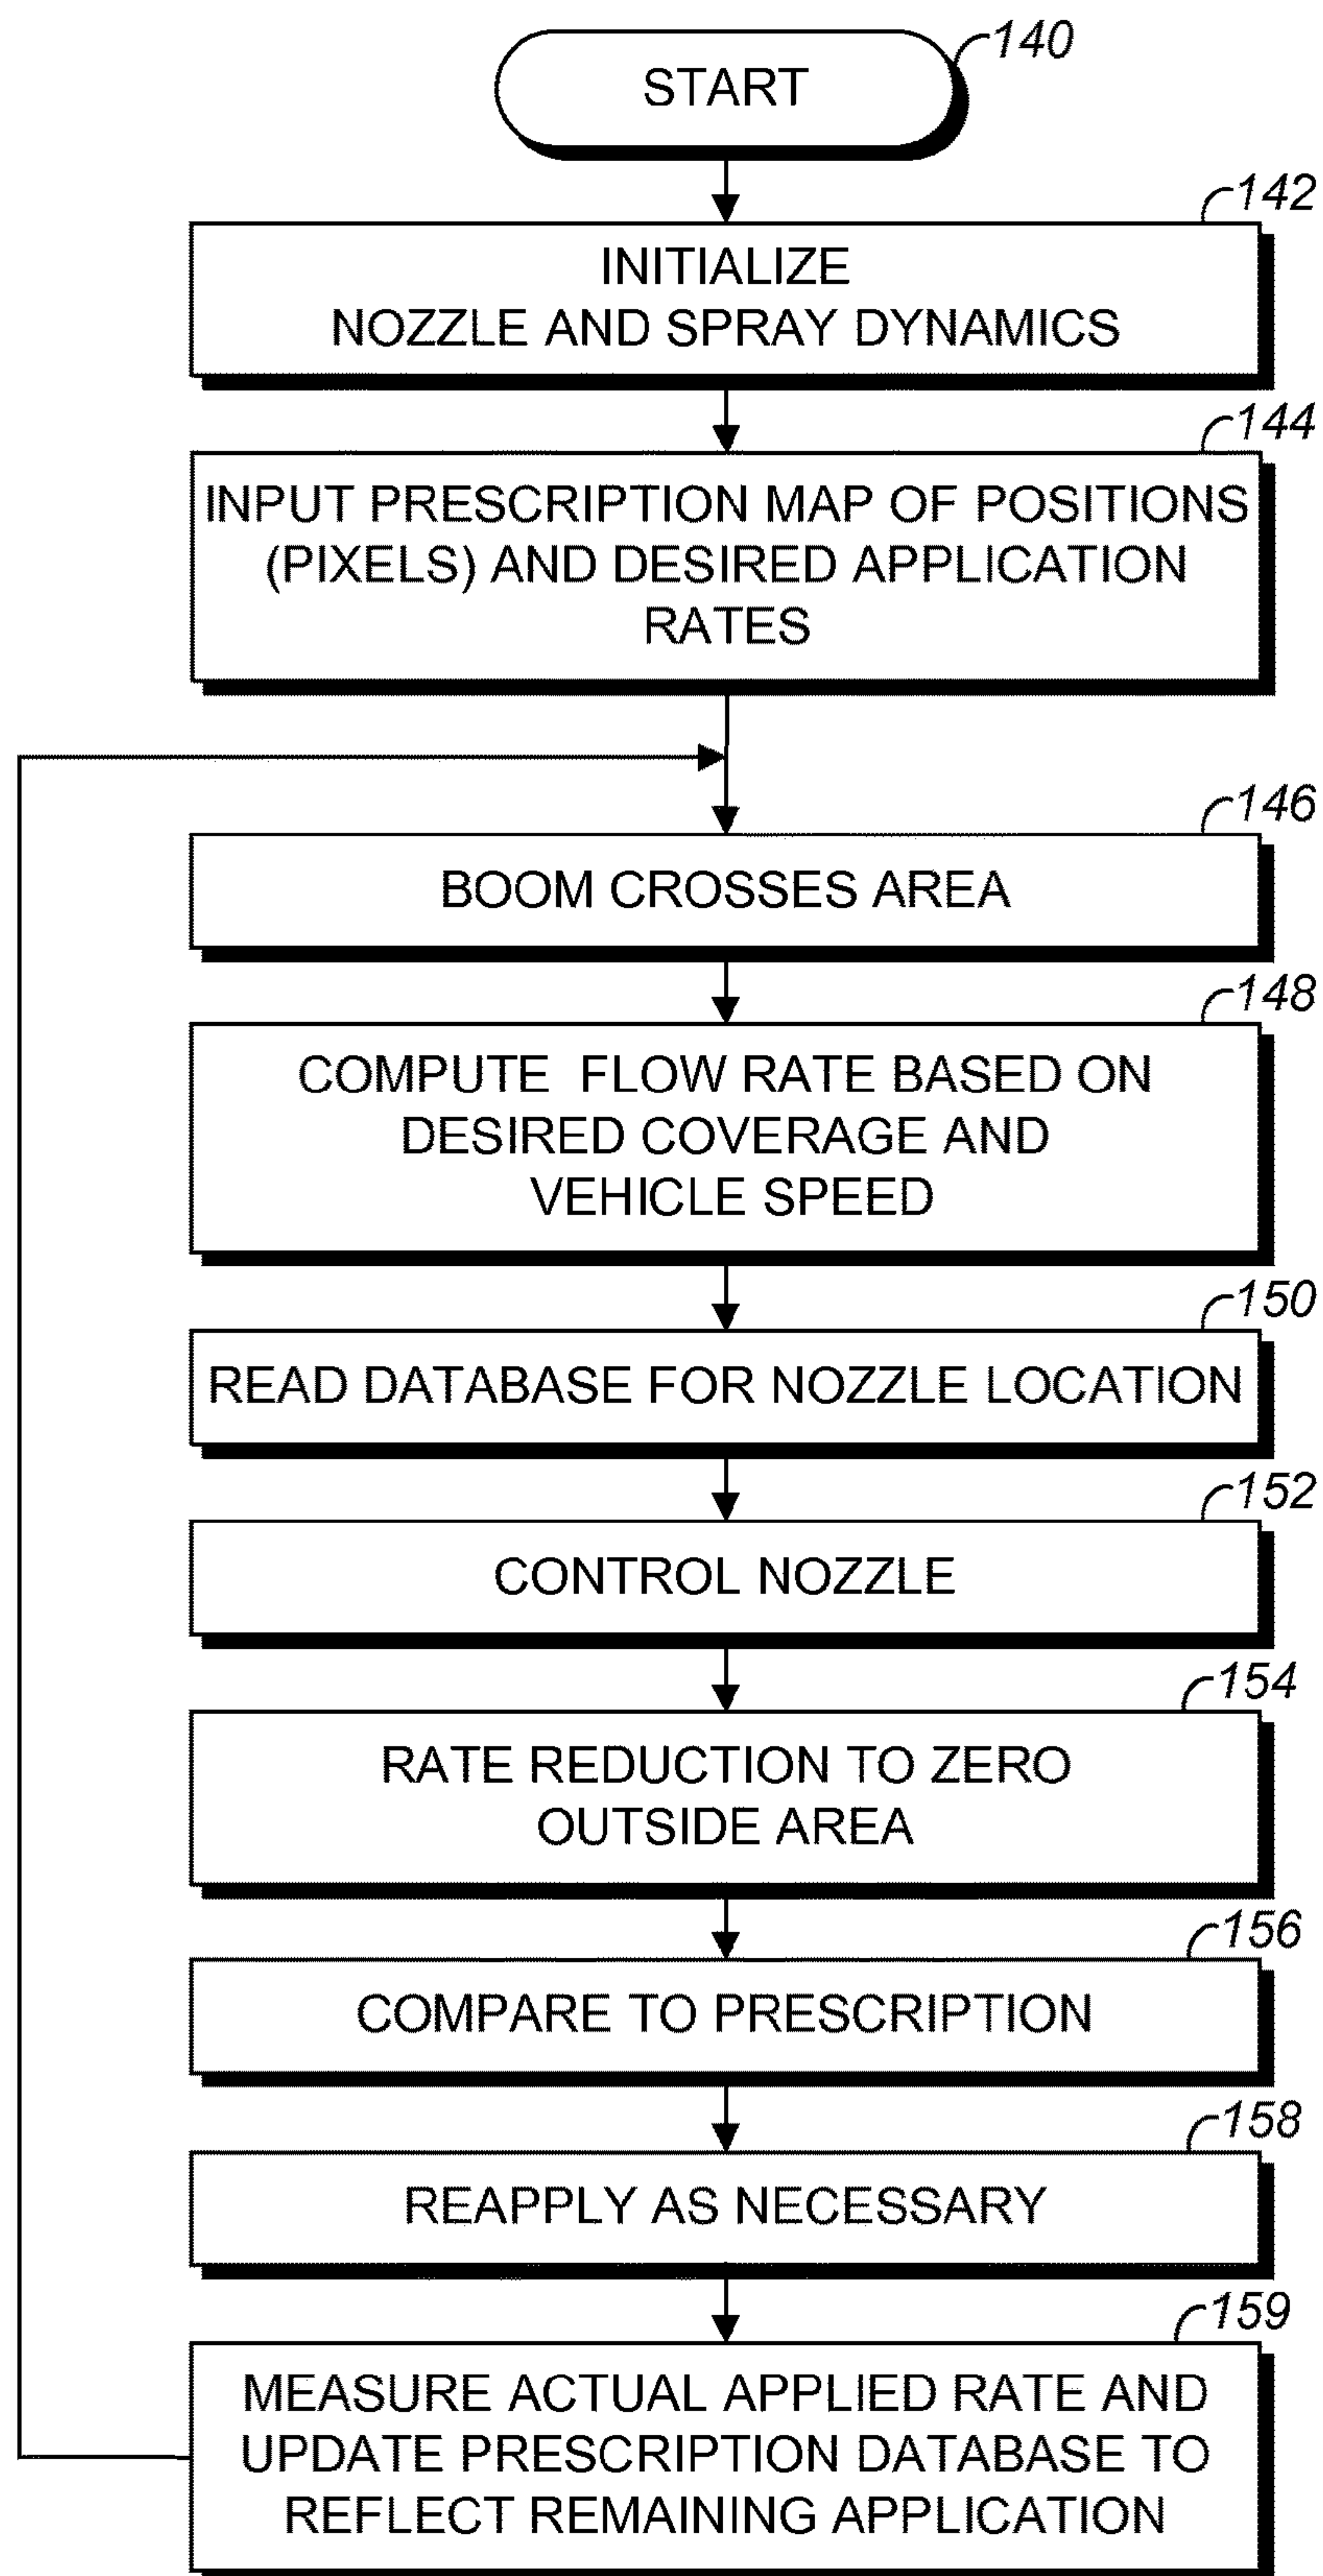 140
START
142
INITIALIZE
NOZZLE AND SPRAY DYNAMICS
144
INPUT PRESCRIPTION MAP OF POSITIONS
(PIXELS) AND DESIRED APPLICATION
RATES
146
BOOM CROSSES AREA
148
COMPUTE FLOW RATE BASED ON
DESIRED COVERAGE AND
VEHICLE SPEED
150
READ DATABASE FOR NOZZLE LOCATION
152
CONTROL NOZZLE
154
RATE REDUCTION TO ZERO
OUTSIDE AREA
156
COMPARE TO PRESCRIPTION
158
REAPPLY AS NECESSARY
159
MEASURE ACTUAL APPLIED RATE AND
UPDATE PRESCRIPTION DATABASE TO
REFLECT REMAINING APPLICATION